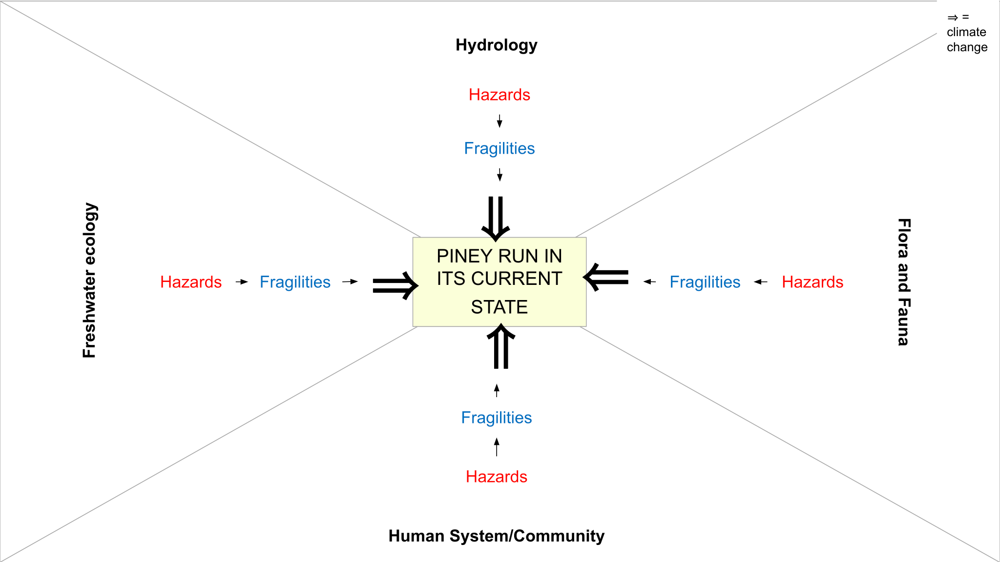 ⇒ =
climate
change
Hydrology
Hazards
Fragilities
Freshwater ecology
Hazards
Fragilities
PINEY RUN IN
ITS CURRENT
STATE
Fragilities
Hazards
Flora and Fauna
Fragilities
Hazards
Human System/Community